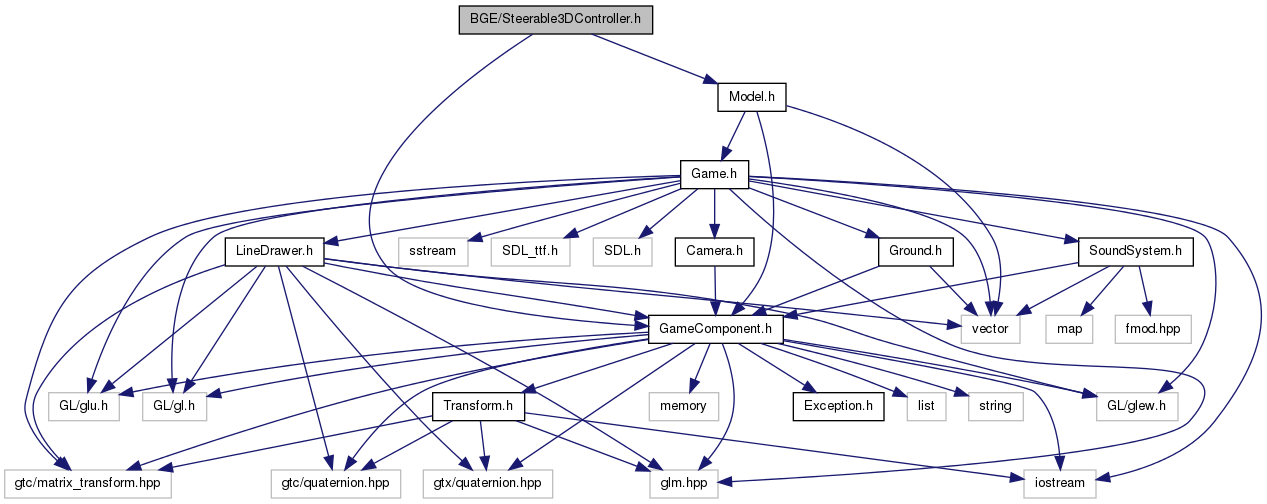 BGE/Steerable3DController.h
Model.h
Game.h
LineDrawer.h
sstream
SDL_ttf.h
SDL.h
Camera.h
Ground.h
SoundSystem.h
GameComponent.h
vector
map
fmod.hpp
GL/glu.h
GL/gl.h
Transform.h
memory
Exception.h
list
string
GL/glew.h
gtc/matrix_transform.hpp
gtc/quaternion.hpp
gtx/quaternion.hpp
glm.hpp
iostream